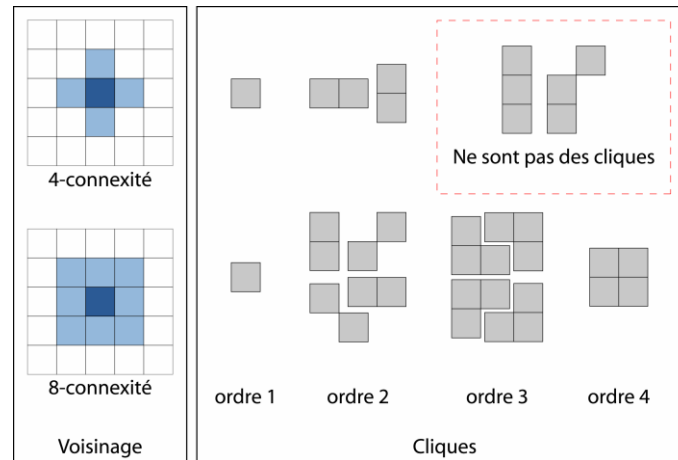 4-connexité
8-connexité
Voisinage
Ne sont pas des cliques
ordre 1
ordre 2
ordre 3
ordre 4
Cliques